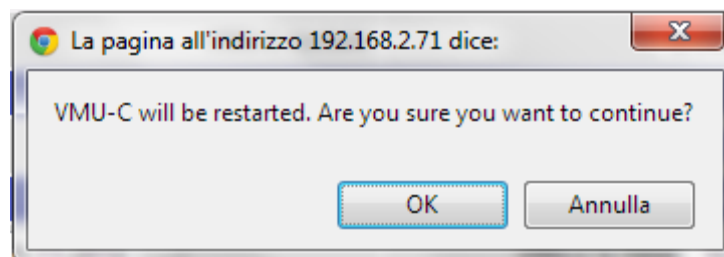 La pagina all'indirizzo 192.168.2.71 dice:
VMU-C will be restarted. Are you sure you want to continue?
OK
Annulla